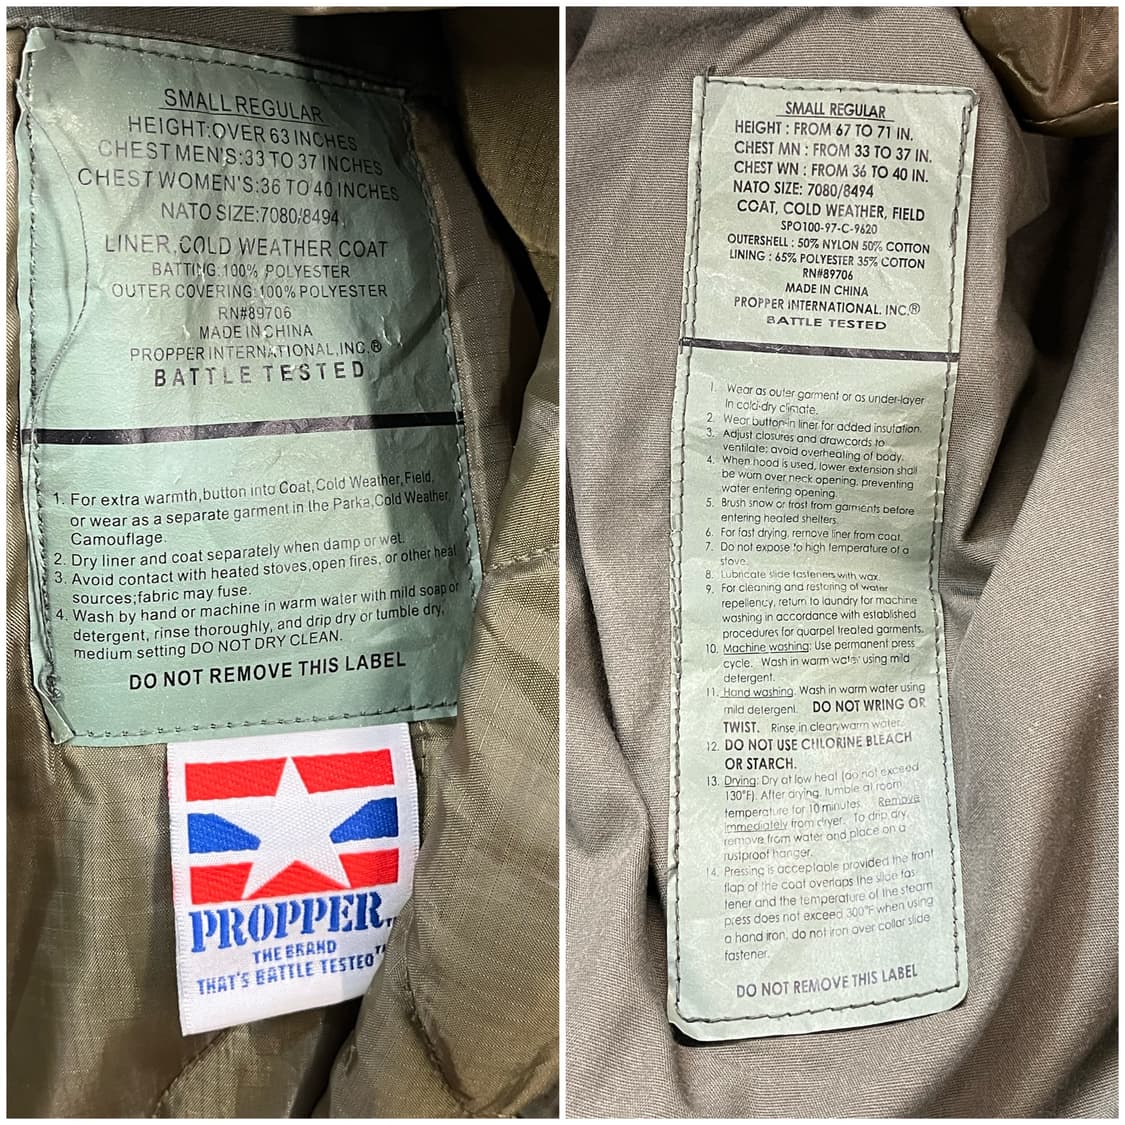 SMALL REGULAR
HEIGHT:OVER 63 INCHES
CHEST MEN'S:33 TO 37 INCHES
CHEST WOMEN'S:36 TO 40 INCHES
NATO SIZE:7080/8494
LINER,COLD WEATHER COAT
BATTING:100% POLYESTER
OUTER COVERING:100% POLYESTER
RN#89706
MADE IN CHINA
PROPPER INTERNATIONAL,INC.®
BATTLE TESTED
1. For extra warmth,button into Coat,Cold Weather,Field,
or wear as a separate garment in the Parka,Cold Weather,
Camouflage.
2. Dry liner and coat separately when damp or wet.
3. Avoid contact with heated stoves,open fires, or other heat
sources;fabric may fuse.
4. Wash by hand or machine in warm water with mild soap or
detergent, rinse thoroughly, and drip dry or tumble dry,
medium setting DO NOT DRY CLEAN.
DO NOT REMOVE THIS LABEL
PROPPER™
THE BRAND
THAT'S BATTLE TESTED™
SMALL REGULAR
HEIGHT : FROM 67 TO 71 IN.
CHEST MN : FROM 33 TO 37 IN.
CHEST WN : FROM 36 TO 40 IN.
NATO SIZE: 7080/8494
COAT, COLD WEATHER, FIELD
SPO100-97-C-9620
OUTERSHELL : 50% NYLON 50% COTTON
LINING : 65% POLYESTER 35% COTTON
RN#89706
MADE IN CHINA
PROPPER INTERNATIONAL. INC.®
BATTLE TESTED
1. Wear as outer garment or as under-layer
In cold-dry climate.
2. Wear button-in liner for added insulation.
3. Adjust closures and drawcords to
ventilate; avoid overheating of body.
4. When hood is used, lower extension shall
be worn over neck opening, preventing
water entering opening.
5. Brush snow or frost from garments before
entering heated shelters.
6. For fast drying, remove liner from coat.
7. Do not expose to high temperature of a
stove.
8. Lubricate slide fasteners with wax.
9. For cleaning and restoring of water
repellency, return to laundry for machine
washing in accordance with established
procedures for quarpel treated garments.
10. Machine washing: Use permanent press
cycle. Wash in warm water using mild
detergent.
11. Hand washing. Wash in warm water using
mild detergent. DO NOT WRING OR
TWIST. Rinse in clean/warm water.
12. DO NOT USE CHLORINE BLEACH
OR STARCH.
13. Drying: Dry at low heat (do not exceed
130°F). After drying, tumble at room
temperature for 10 minutes. Remove
immediately from dryer. To drip dry,
remove from water and place on a
rustproof hanger.
14. Pressing is acceptable provided the front
flap of the coat overlaps the slide fas-
tener and the temperature of the steam
press does not exceed 300°F when using
a hand iron, do not iron over collar slide
fastener.
DO NOT REMOVE THIS LABEL